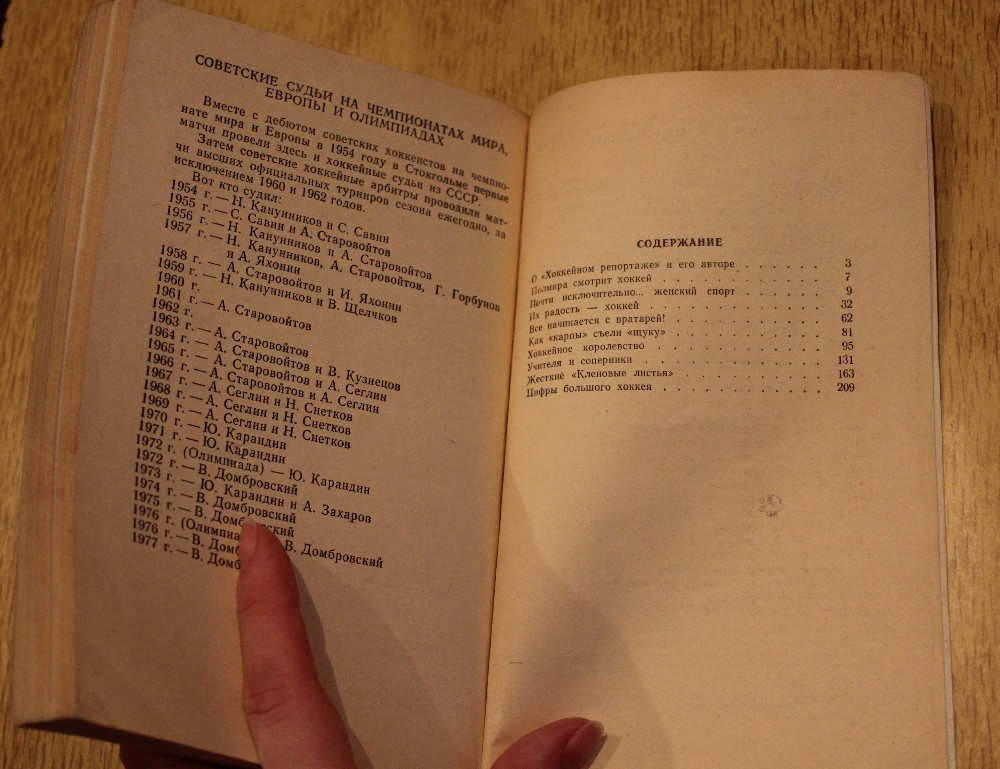 СОВЕТСКИЕ СУДЬИ НА ЧЕМПИОНАТАХ МИРА,
ЕВРОПЫ И ОЛИМПИАДАХ
Вместе с дебютом советских хоккеистов на чемпио-
нате мира и Европы в 1954 году в Стокгольме первые
матчи провели здесь и хоккейные судьи из СССР.
Затем советские хоккейные арбитры проводили мат-
чи высших официальных турниров сезона ежегодно, за
исключением 1960 и 1962 годов.
Вот кто судил:
1954 г. — Н. Канунников и С. Савин
1955 г. — С. Савин и А. Старовойтов
1956 г. — Н. Канунников и А. Старовойтов
1957 г. — Н. Канунников, А. Старовойтов, Г. Горбунов
и А. Яхонин
1958 г. — А. Старовойтов и И. Яхонин
1959 г. — Н. Канунников и В. Щелчков
1960 г.
1961 г. — А. Старовойтов
1962 г.
1963 г. — А. Старовойтов
1964 г. — А. Старовойтов и В. Кузнецов
1965 г. — А. Старовойтов и А. Сеглин
1966 г. — А. Старовойтов и А. Сеглин
1967 г. — А. Сеглин и Н. Снетков
1968 г. — А. Сеглин и Н. Снетков
1969 г. — А. Сеглин и Н. Снетков
1970 г. — Ю. Карандин
1971 г. — Ю. Карандин
1972 г. (Олимпиада) — Ю. Карандин
1972 г. — В. Домбровский
1973 г. — Ю. Карандин и А. Захаров
1974 г. — В. Домбровский
1975 г. — В. Домбровский
1976 г. (Олимпиа В. Домбровский
1976 г. — В. Домб
1977 г. — В. Домб
СОДЕРЖАНИЕ
О «Хоккейном репортаже» и его авторе . . . . . . 3
Полмира смотрит хоккей . . . . . . . . . . . 7
Почти исключительно... женский спорт . . . . . . 9
Их радость — хоккей . . . . . . . . . . . . 32
Все начинается с вратарей! . . . . . . . . . . 62
Как «карпы» съели «щуку» . . . . . . . . . . 81
Хоккейное королевство . . . . . . . . . . . 95
Учителя и соперники . . . . . . . . . . . . 131
Жесткие «Кленовые листья» . . . . . . . . . . 163
Цифры большого хоккея . . . . . . . . . . . 209